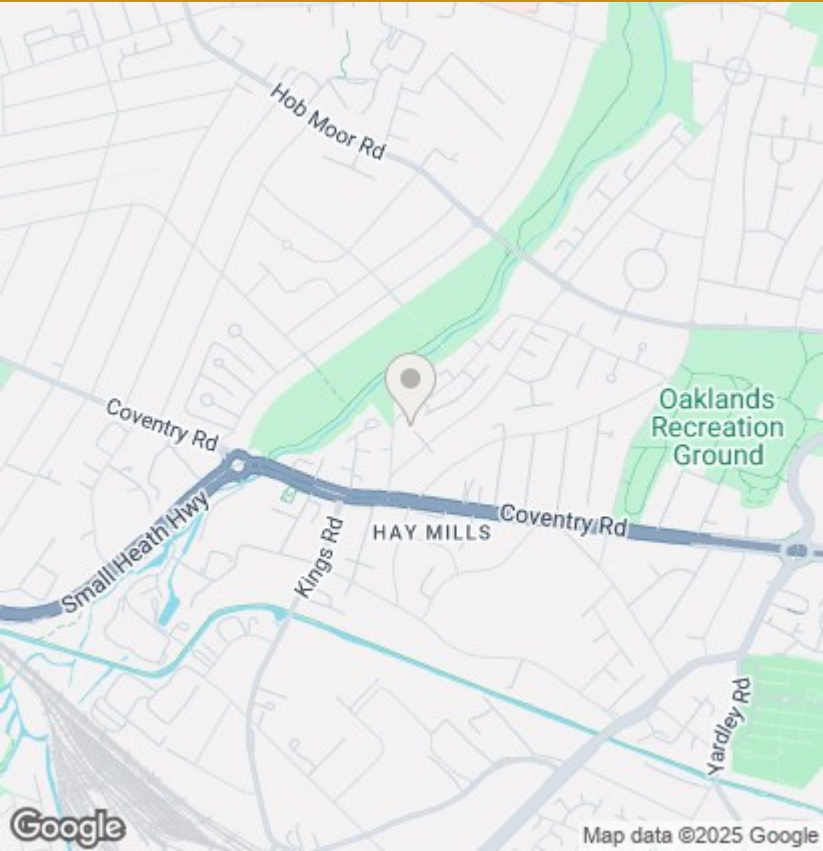 Hob Moor Rd
Oaklands
Recreation
Ground
Coventry Rd
Coventry Rd
HAY MILLS
Small Heath Hwy
Kings Rd
Yardley Rd
Google
Map data ©2025 Google